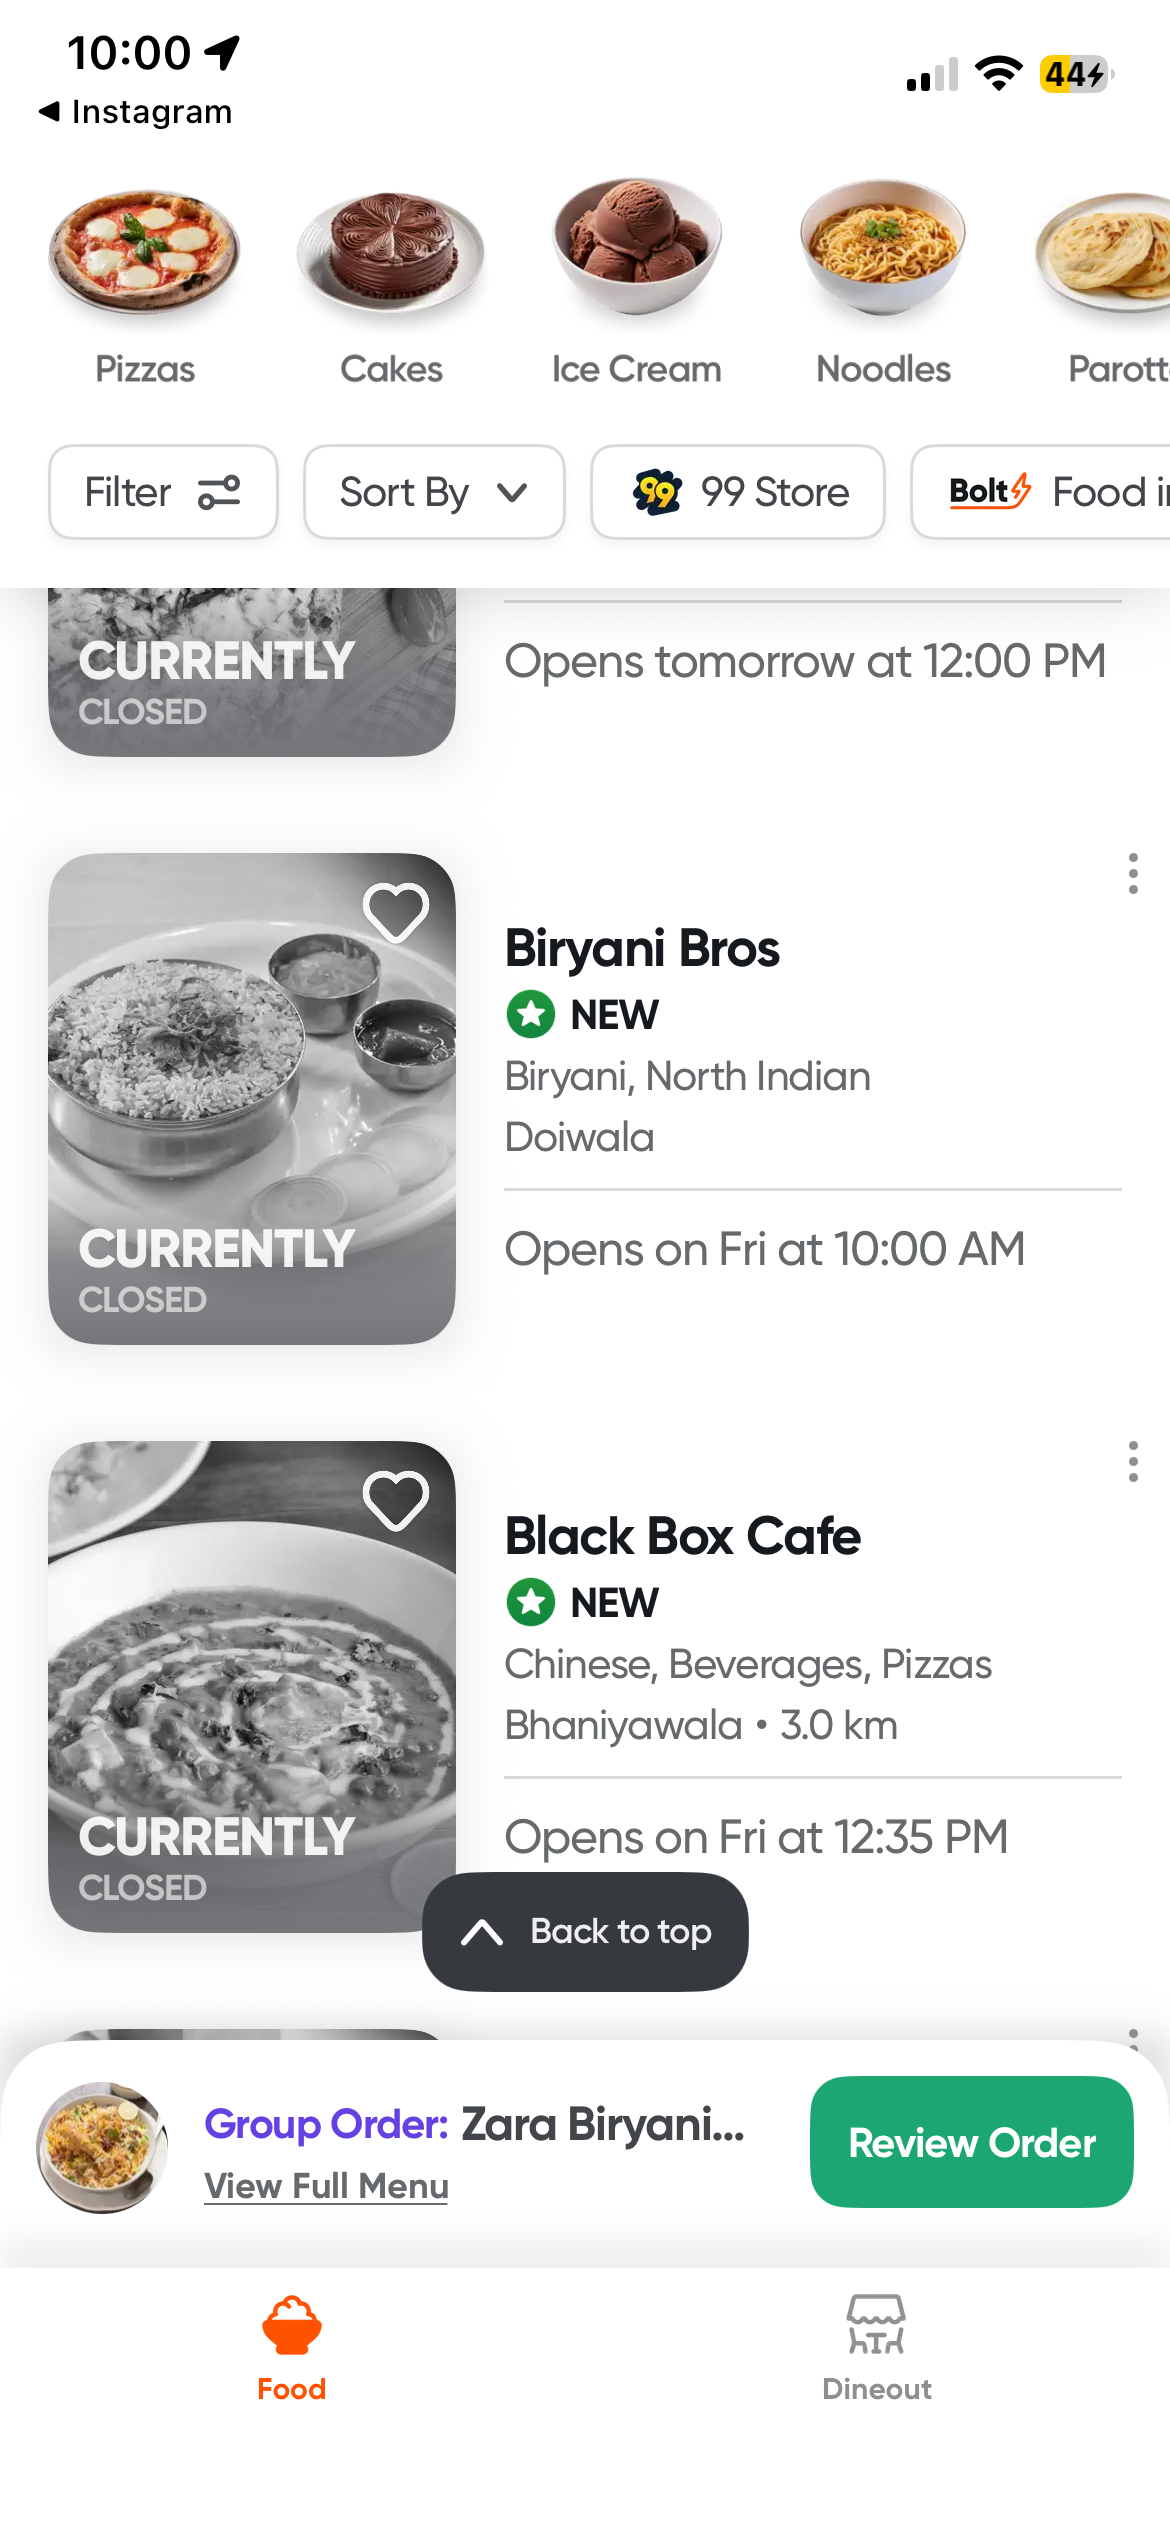 10:00
◀ Instagram
44
Pizzas
Cakes
Ice Cream
Noodles
Parott
Filter
Sort By
99
99 Store
Bolt
Food in
CURRENTLY
CLOSED
Opens tomorrow at 12:00 PM
Biryani Bros
NEW
Biryani, North Indian
Doiwala
CURRENTLY
CLOSED
Opens on Fri at 10:00 AM
Black Box Cafe
NEW
Chinese, Beverages, Pizzas
Bhaniyawala • 3.0 km
CURRENTLY
CLOSED
Opens on Fri at 12:35 PM
Back to top
Group Order: Zara Biryani...
View Full Menu
Review Order
Food
Dineout